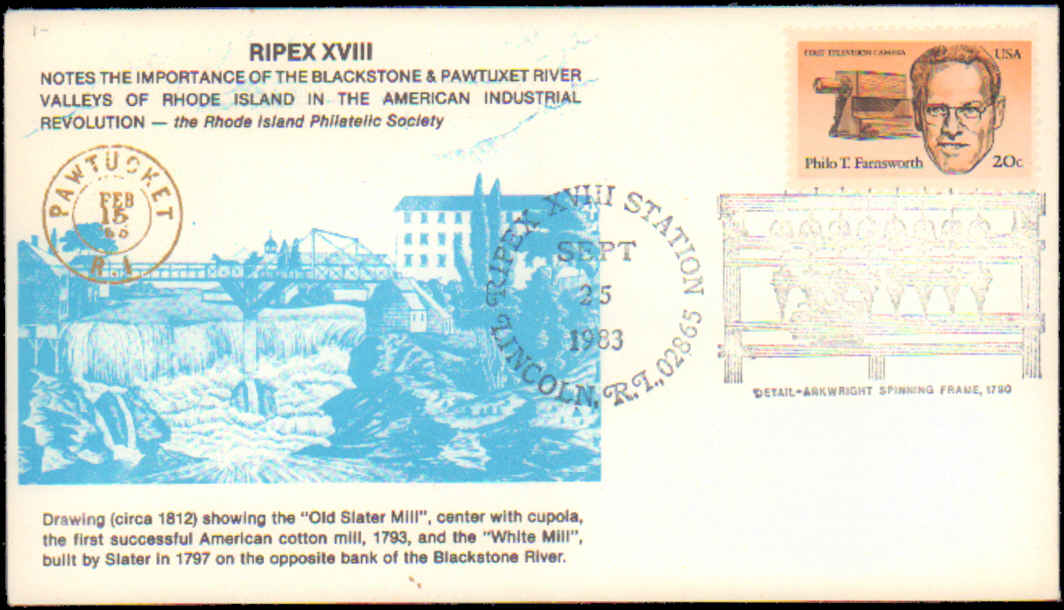 RIPEX XVIII
NOTES THE IMPORTANCE OF THE BLACKSTONE & PAWTUXET RIVER
VALLEYS OF RHODE ISLAND IN THE AMERICAN INDUSTRIAL
REVOLUTION — the Rhode Island Philatelic Society
FIRST TELEVISION CAMERA
USA
Philo T. Farnsworth
20c
PAWTUCKET
FEB
15
R.I.
RIPEX XVIII STATION
SEPT
25
1983
LINCOLN, R.I., 02865
DETAIL-ARKWRIGHT SPINNING FRAME, 1790
Drawing (circa 1812) showing the "Old Slater Mill", center with cupola,
the first successful American cotton mill, 1793, and the "White Mill",
built by Slater in 1797 on the opposite bank of the Blackstone River.